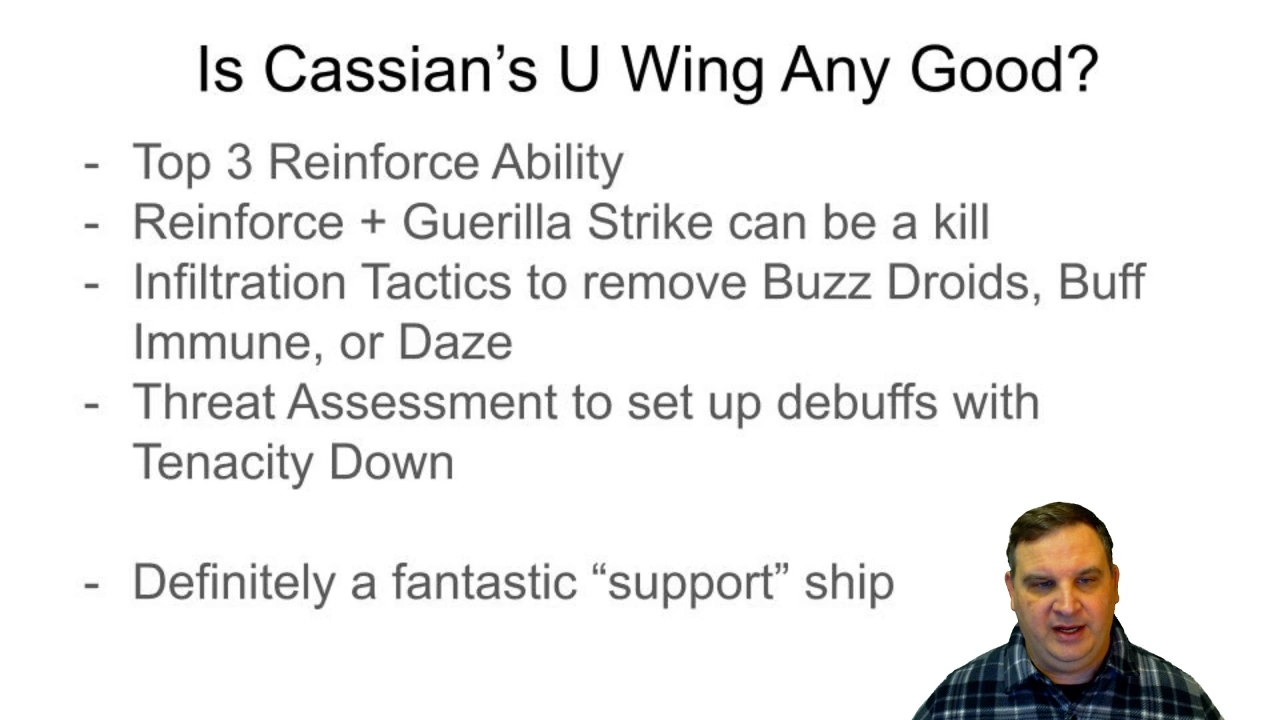 Is Cassian’s U Wing Any Good?
- Top 3 Reinforce Ability
- Reinforce + Guerilla Strike can be a kill
- Infiltration Tactics to remove Buzz Droids, Buff
Immune, or Daze
- Threat Assessment to set up debuffs with
Tenacity Down
- Definitely a fantastic “support” ship